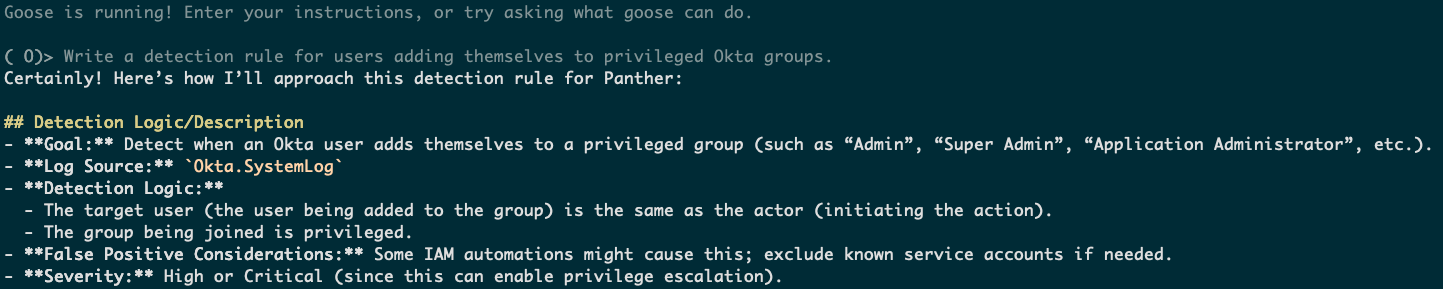 Goose is running! Enter your instructions, or try asking what goose can do.
( O)> Write a detection rule for users adding themselves to privileged Okta groups.
Certainly! Here’s how I’ll approach this detection rule for Panther:
## Detection Logic/Description
- **Goal:** Detect when an Okta user adds themselves to a privileged group (such as “Admin”, “Super Admin”, “Application Administrator”, etc.).
- **Log Source:** `Okta.SystemLog`
- **Detection Logic:**
  - The target user (the user being added to the group) is the same as the actor (initiating the action).
  - The group being joined is privileged.
- **False Positive Considerations:** Some IAM automations might cause this; exclude known service accounts if needed.
- **Severity:** High or Critical (since this can enable privilege escalation).